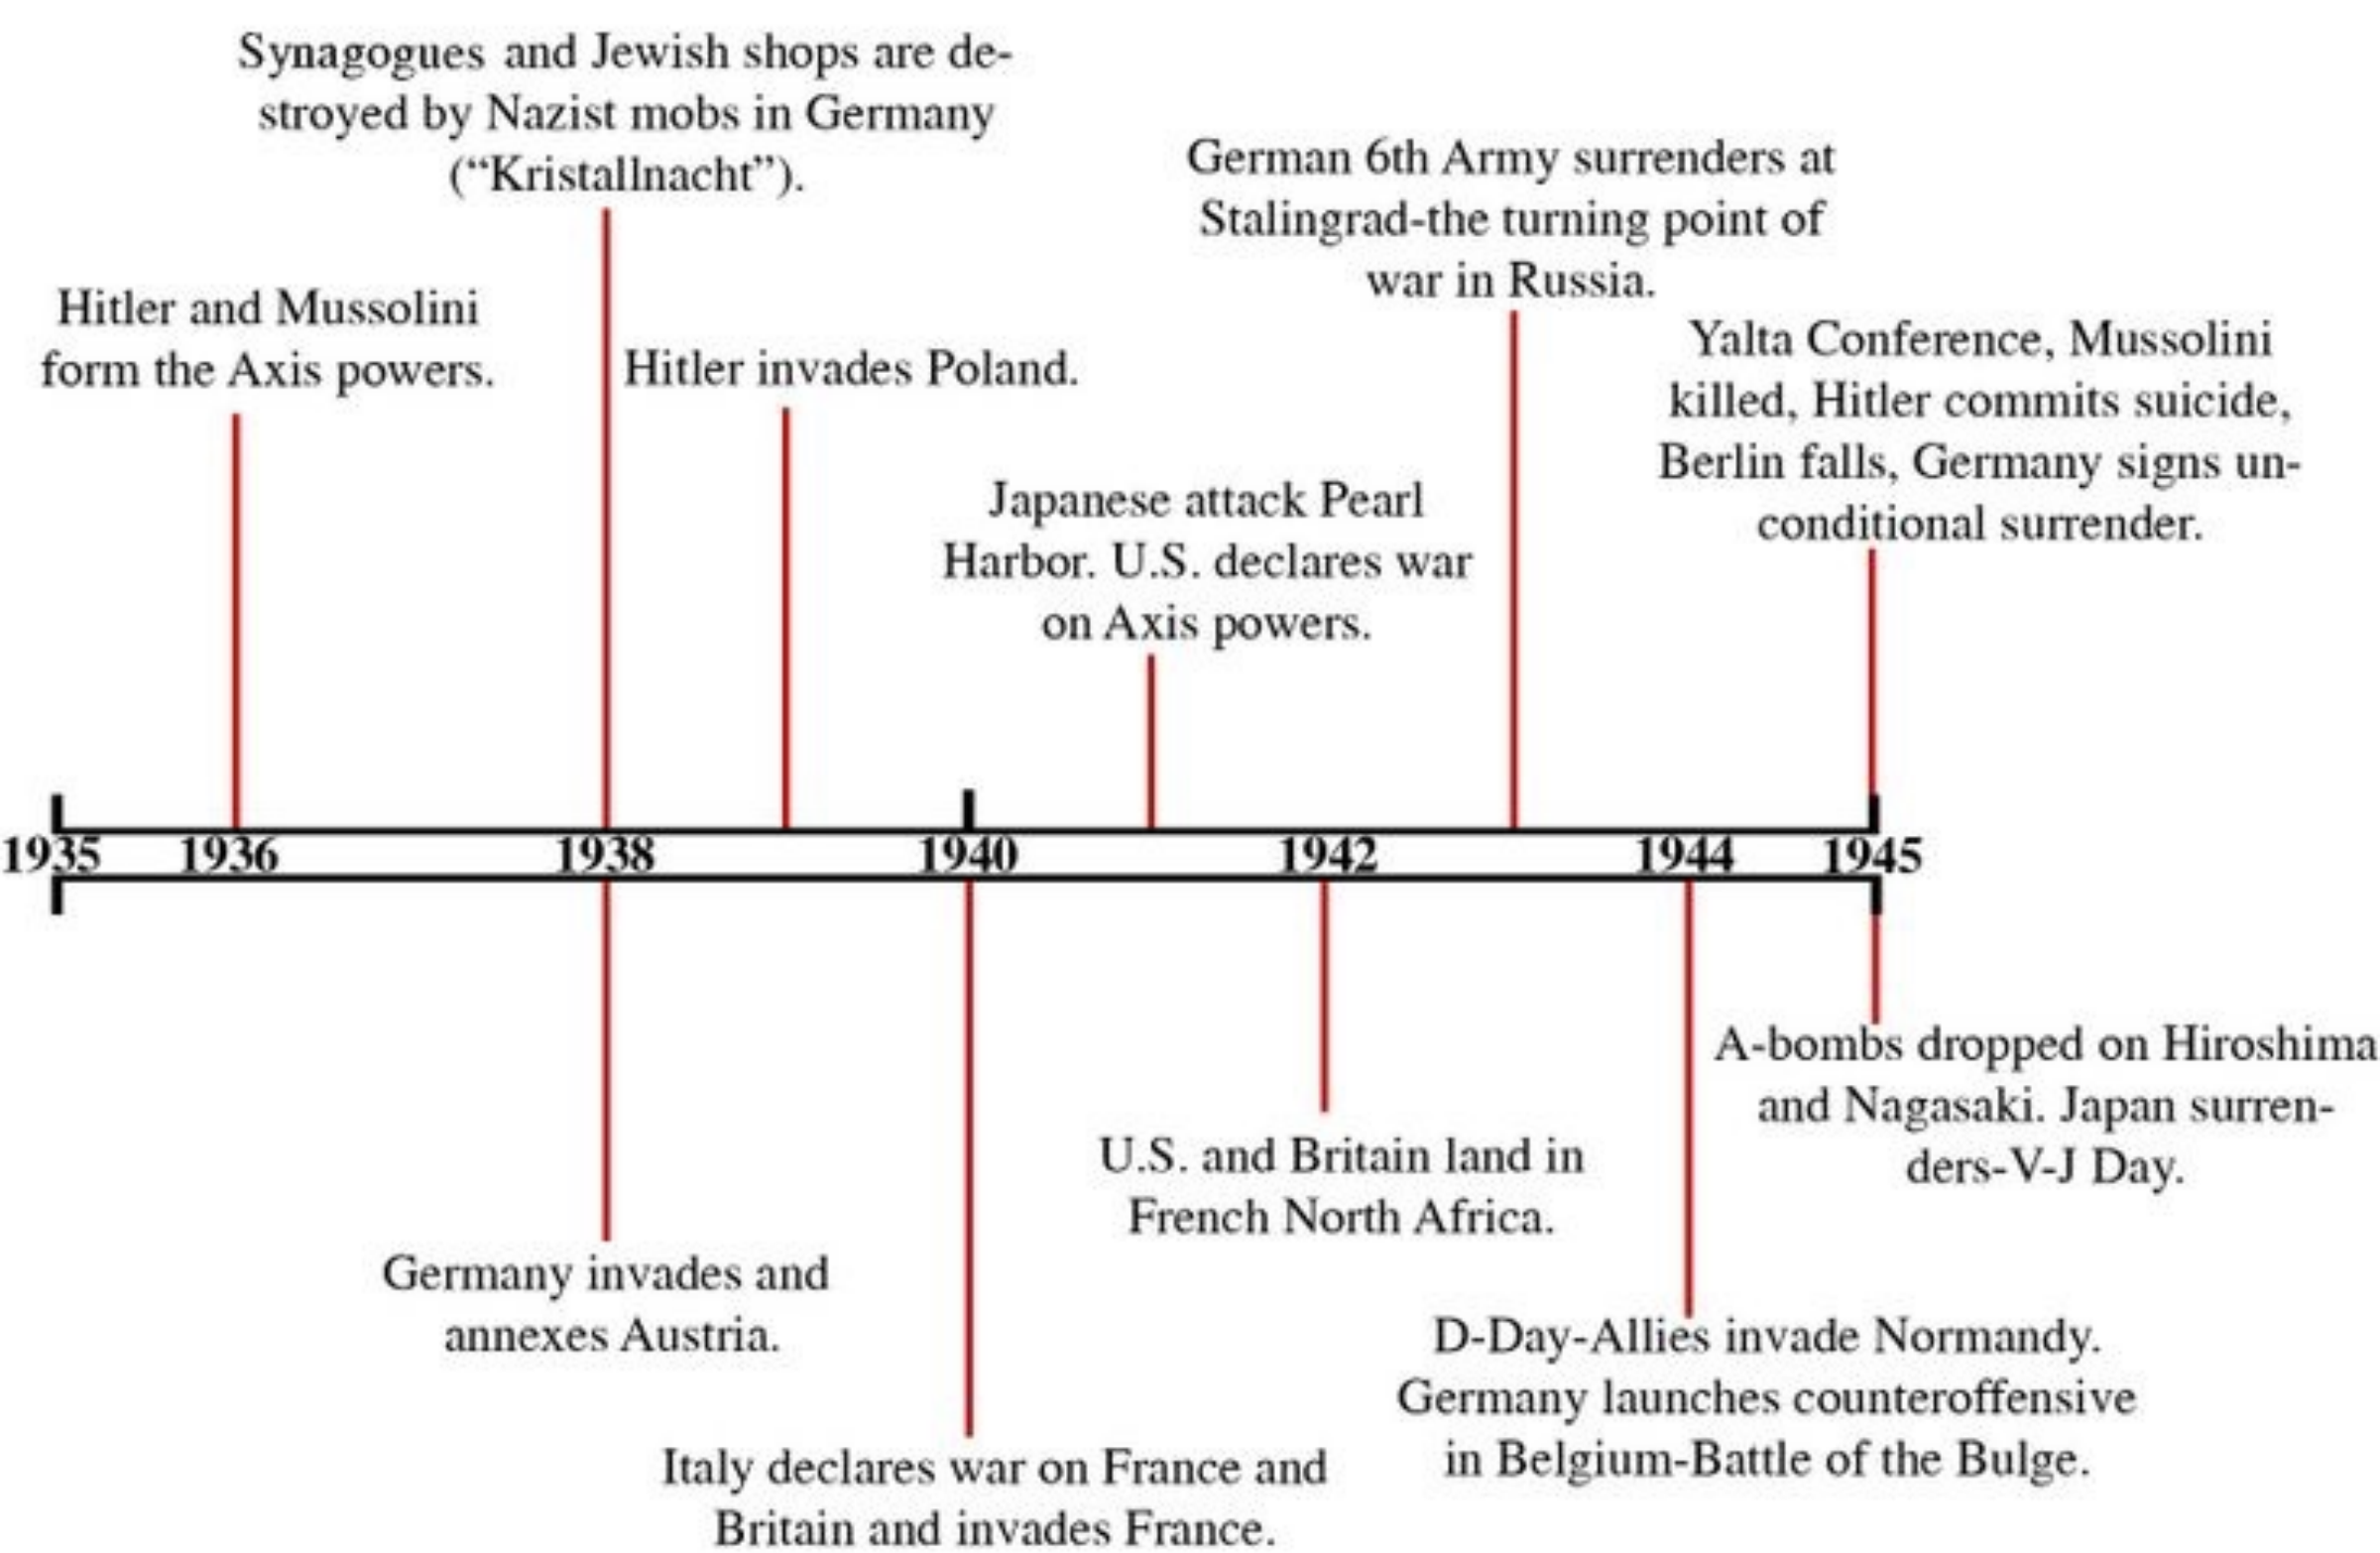 Synagogues and Jewish shops are de-
stroyed by Nazist mobs in Germany
(“Kristallnacht”).
German 6th Army surrenders at
Stalingrad-the turning point of
war in Russia.
Hitler and Mussolini
form the Axis powers.
Hitler invades Poland.
Yalta Conference, Mussolini
killed, Hitler commits suicide,
Berlin falls, Germany signs un-
conditional surrender.
Japanese attack Pearl
Harbor. U.S. declares war
on Axis powers.
1935 1936 1938 1940 1942 1944 1945
A-bombs dropped on Hiroshima
and Nagasaki. Japan surren-
ders-V-J Day.
U.S. and Britain land in
French North Africa.
Germany invades and
annexes Austria.
D-Day-Allies invade Normandy.
Germany launches counteroffensive
in Belgium-Battle of the Bulge.
Italy declares war on France and
Britain and invades France.